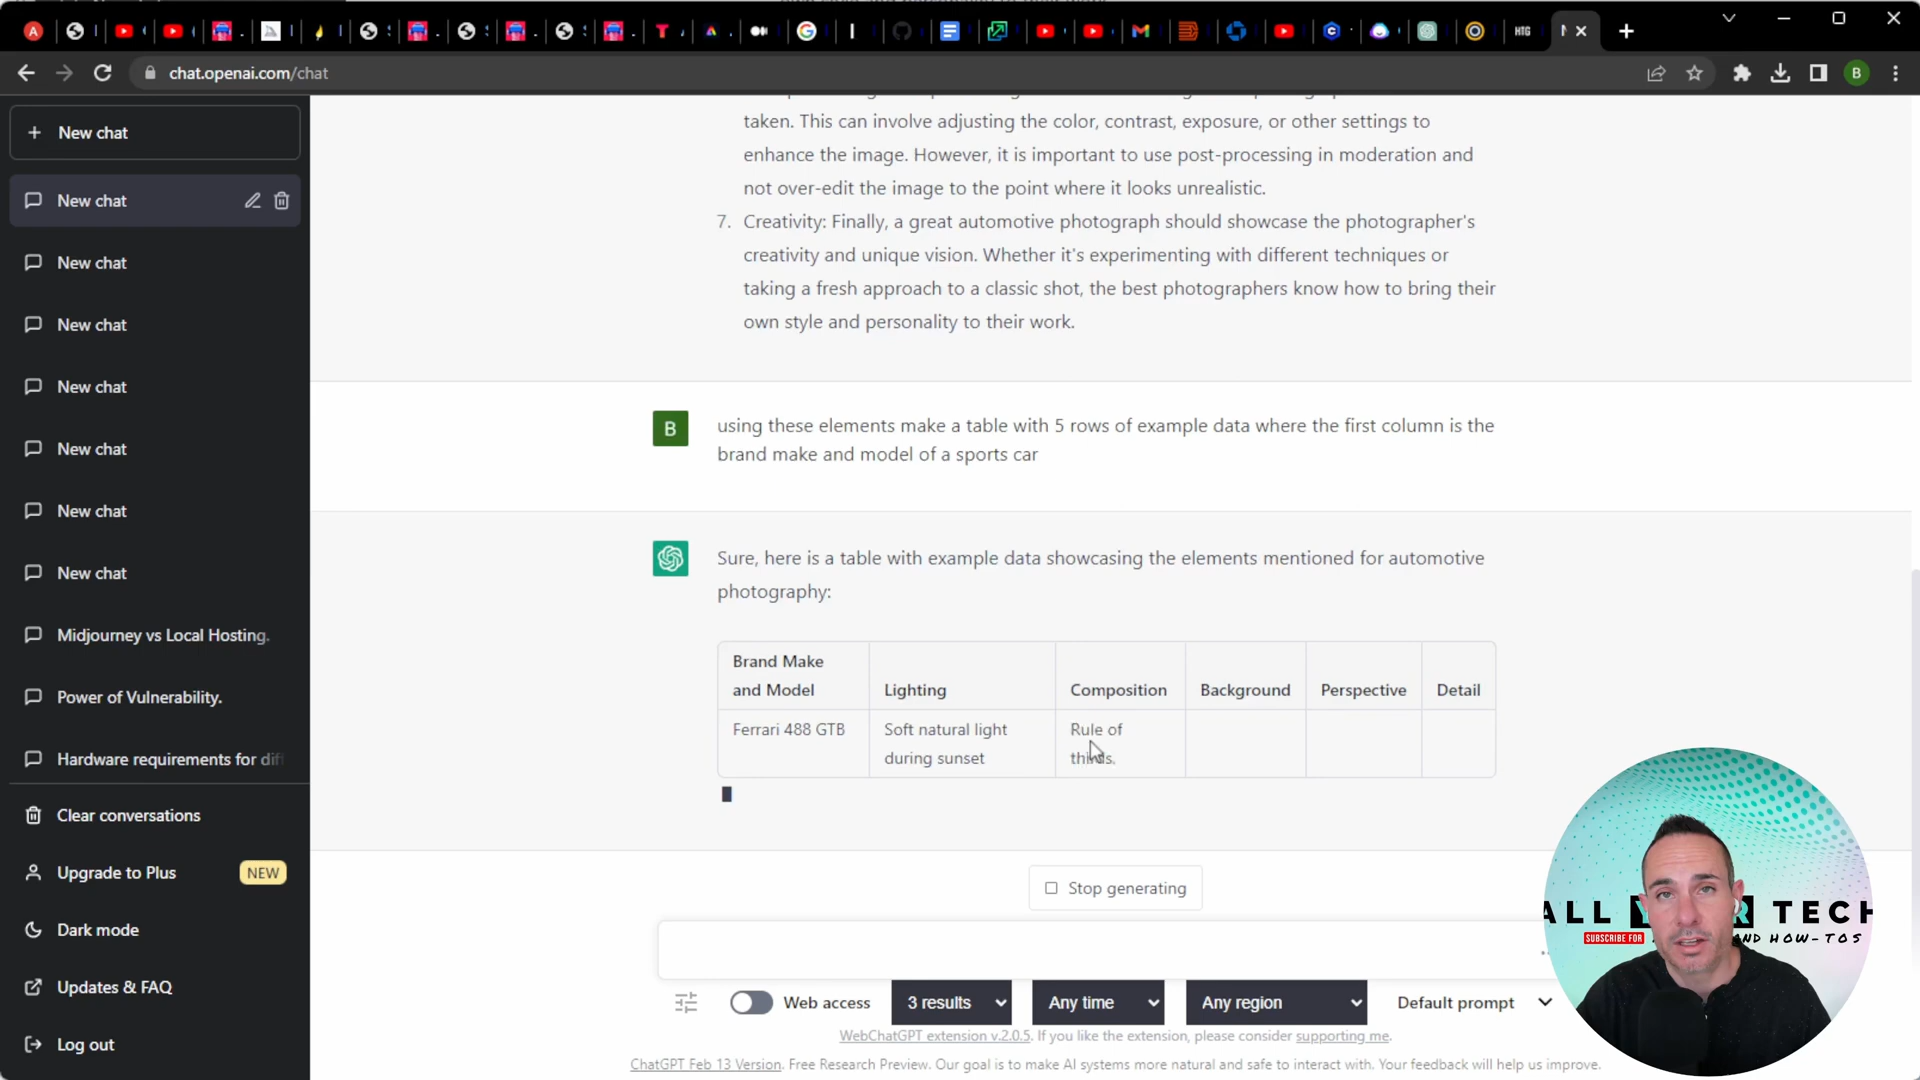 chat.openai.com/chat
B
New chat
New chat
New chat
New chat
New chat
New chat
New chat
New chat
Midjourney vs Local Hosting.
Power of Vulnerability.
Hardware requirements for dif
Clear conversations
Upgrade to Plus NEW
Dark mode
Updates & FAQ
Log out
taken. This can involve adjusting the color, contrast, exposure, or other settings to
enhance the image. However, it is important to use post-processing in moderation and
not over-edit the image to the point where it looks unrealistic.
7. Creativity: Finally, a great automotive photograph should showcase the photographer's
creativity and unique vision. Whether it's experimenting with different techniques or
taking a fresh approach to a classic shot, the best photographers know how to bring their
own style and personality to their work.
B
using these elements make a table with 5 rows of example data where the first column is the
brand make and model of a sports car
Sure, here is a table with example data showcasing the elements mentioned for automotive
photography:
Brand Make
and Model Lighting Composition Background Perspective Detail
Ferrari 488 GTB Soft natural light Rule of
during sunset thirds.
Stop generating
Web access 3 results Any time Any region Default prompt
WebChatGPT extension v.2.0.5. If you like the extension, please consider supporting me.
ChatGPT Feb 13 Version. Free Research Preview. Our goal is to make AI systems more natural and safe to interact with. Your feedback will help us improve.
ALL TECH
SUBSCRIBE FOR AND HOW-TOS